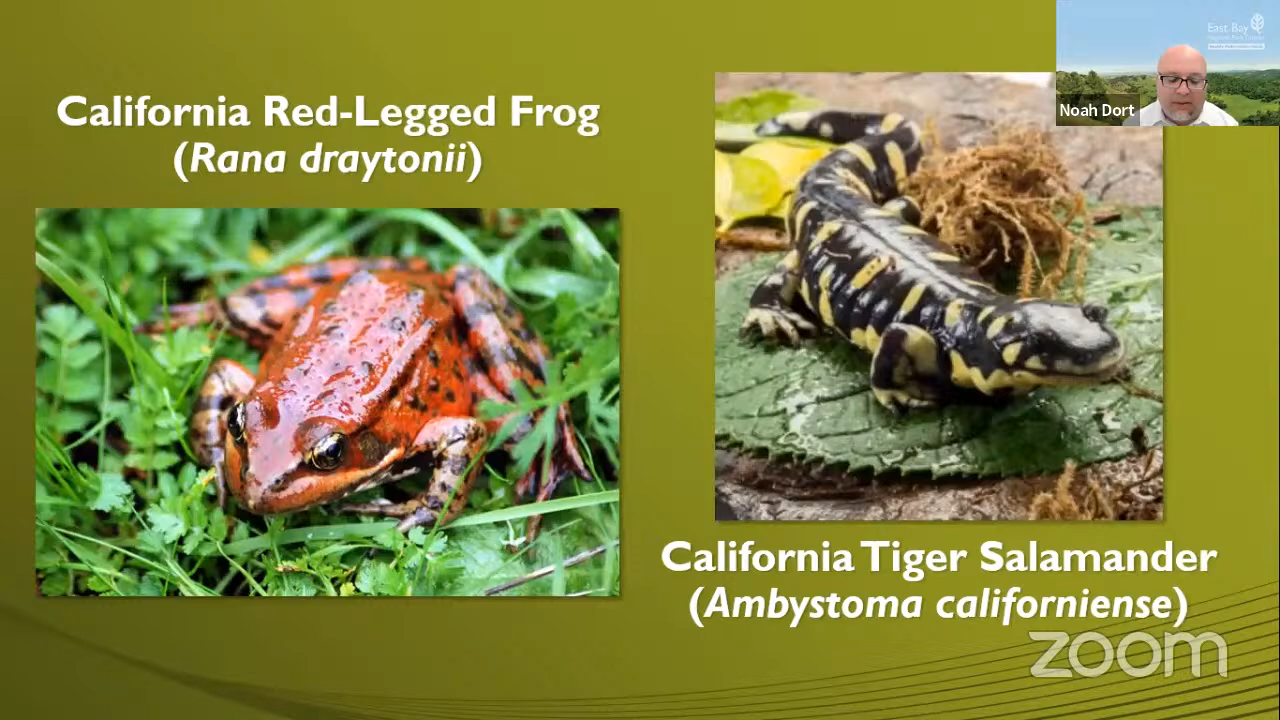 California Red-Legged Frog
(Rana draytonii)
East Bay
Noah Dort
California Tiger Salamander
(Ambystoma californiense)
zoom